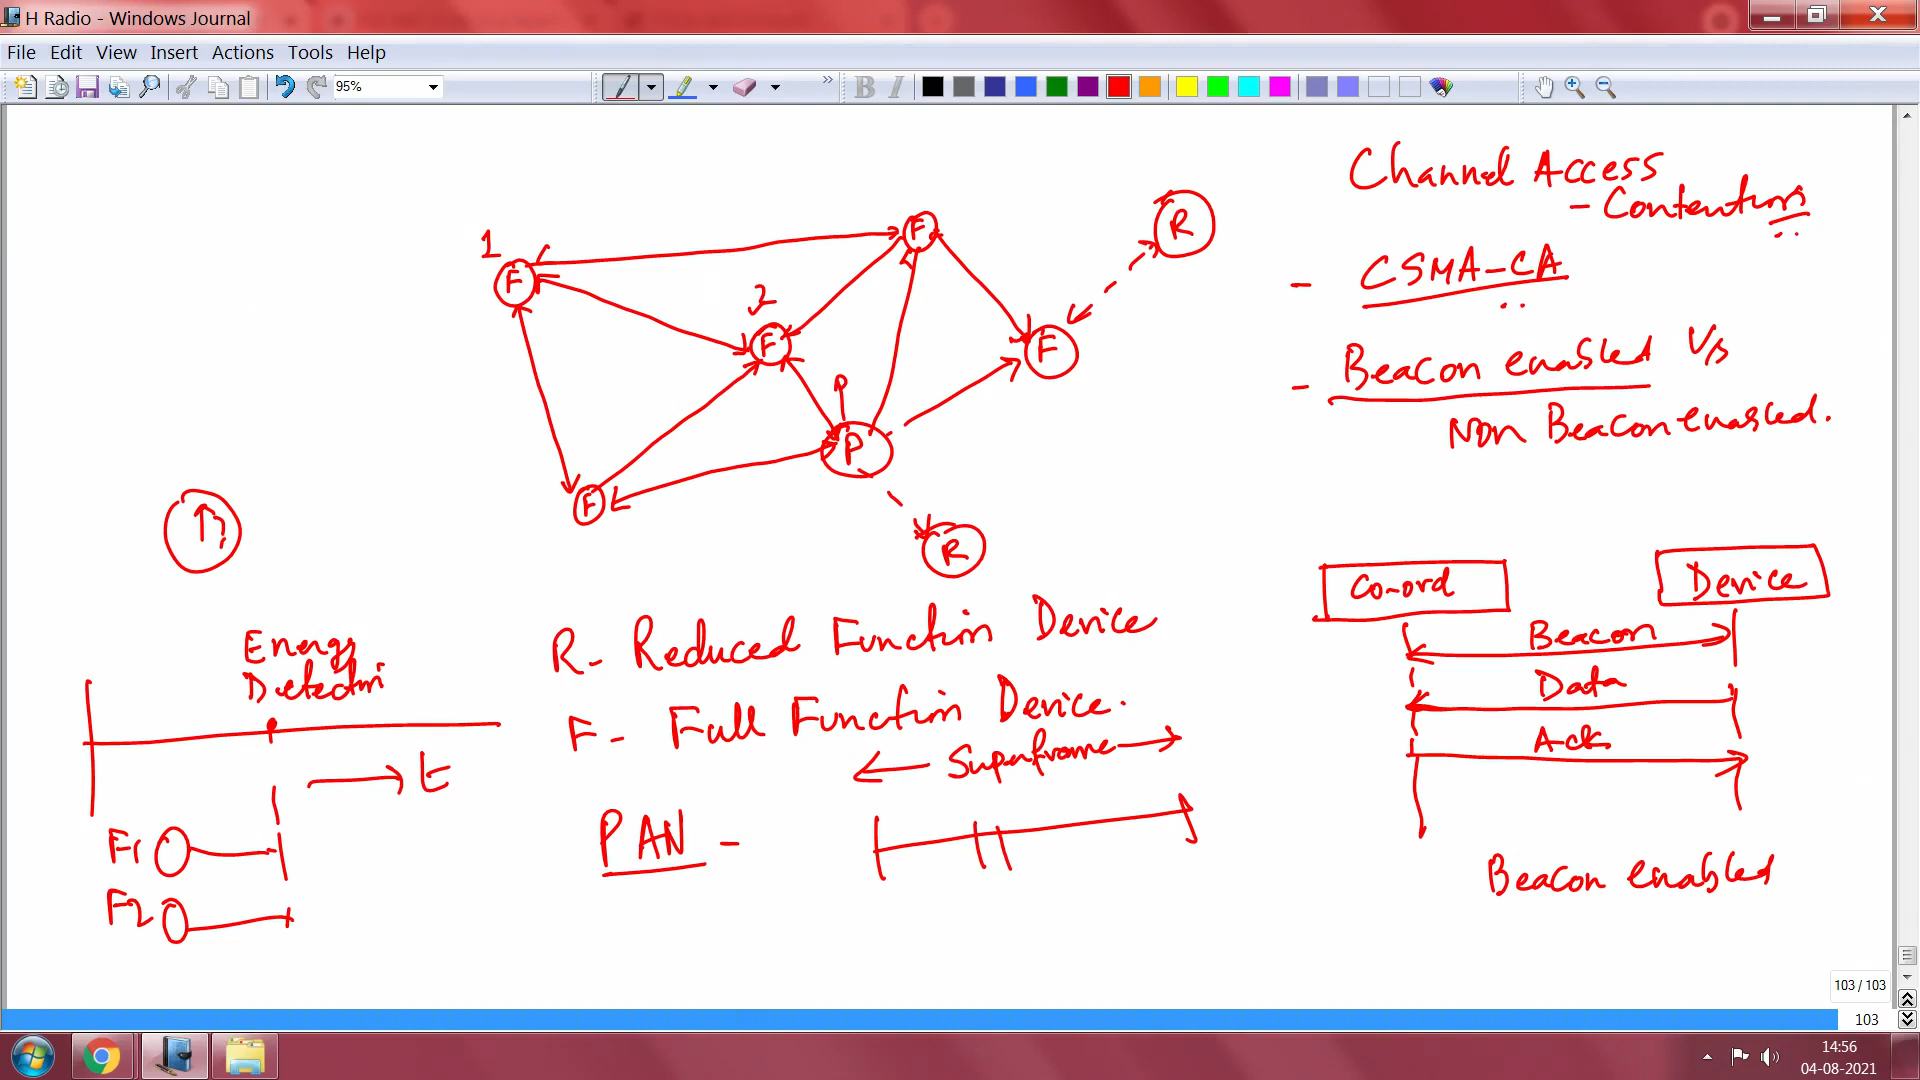 H Radio - Windows Journal
File Edit View Insert Actions Tools Help
95%
B I
Channel Access
- Contentions
- CSMA-CA
- Beacon enabled V/s
Non Beacon enabled.
1
F
F
R
2
F
F
P
P
F
R
↑?
Energy
Detection
t
F1
F2
R- Reduced Function Device
F- Full Function Device.
Superframe
PAN -
Co-ord
Device
Beacon
Data
Ack
Beacon enabled
103 / 103
103
14:56
04-08-2021